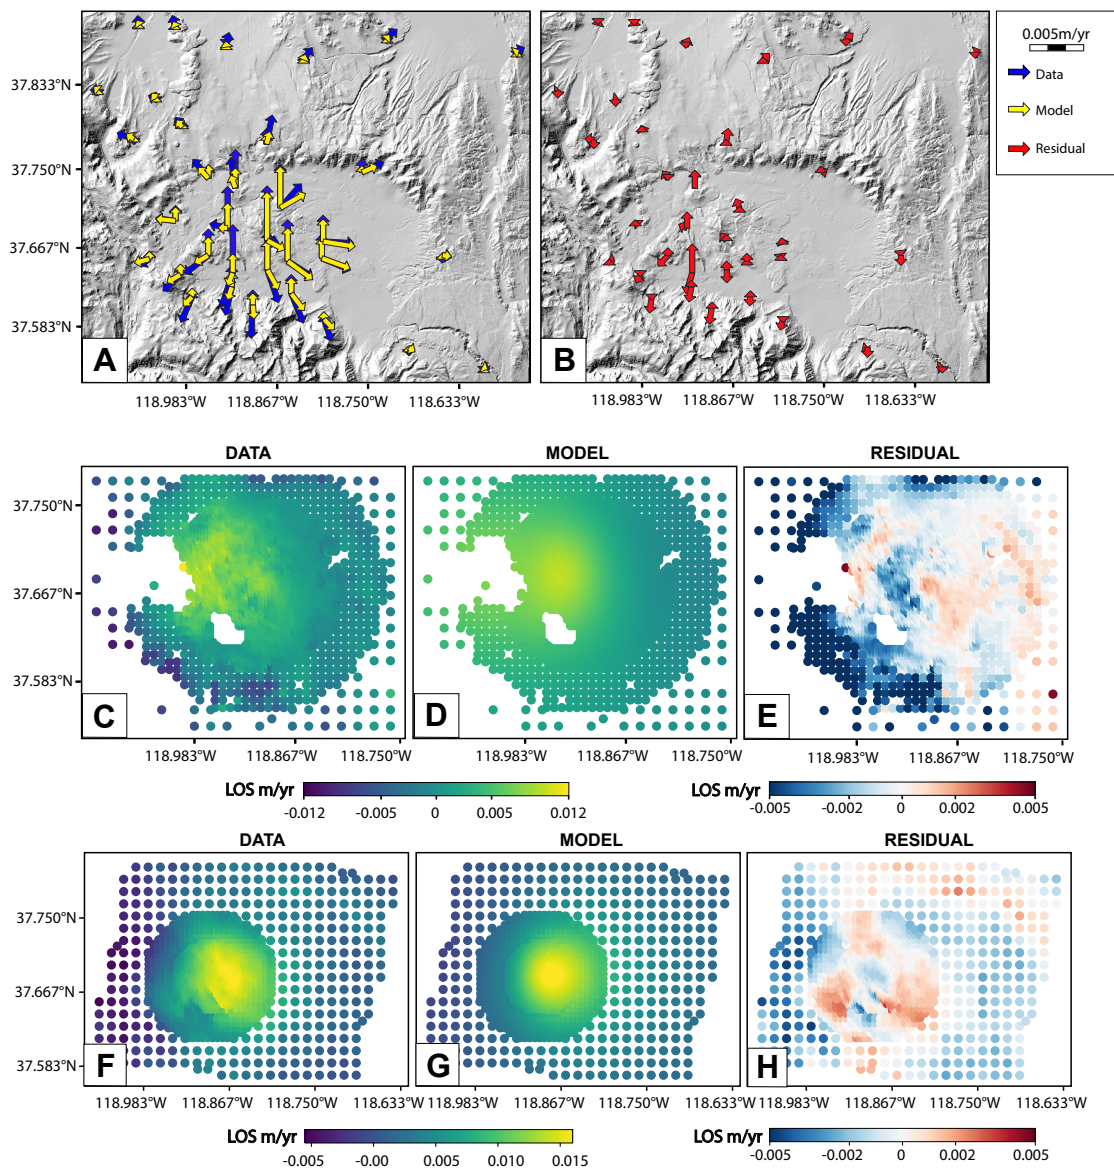 0.005m/yr
Data
Model
Residual
37.833°N
37.750°N
37.667°N
37.583°N
A
B
118.983°W 118.867°W 118.750°W 118.633°W
118.983°W 118.867°W 118.750°W 118.633°W
DATA MODEL RESIDUAL
37.750°N
37.667°N
37.583°N
C
D
E
118.983°W 118.867°W 118.750°W
118.983°W 118.867°W 118.750°W
118.983°W 118.867°W 118.750°W
LOS m/yr
-0.012 -0.005 0 0.005 0.012
LOS m/yr
-0.005 -0.002 0 0.002 0.005
DATA MODEL RESIDUAL
37.750°N
37.667°N
37.583°N
F
G
H
118.983°W 118.867°W 118.750°W 118.633°W
118.983°W 118.867°W 118.750°W 118.633°W
118.983°W 118.867°W 118.750°W 118.633°W
LOS m/yr
-0.005 -0.00 0.005 0.010 0.015
LOS m/yr
-0.005 -0.002 0 0.002 0.005